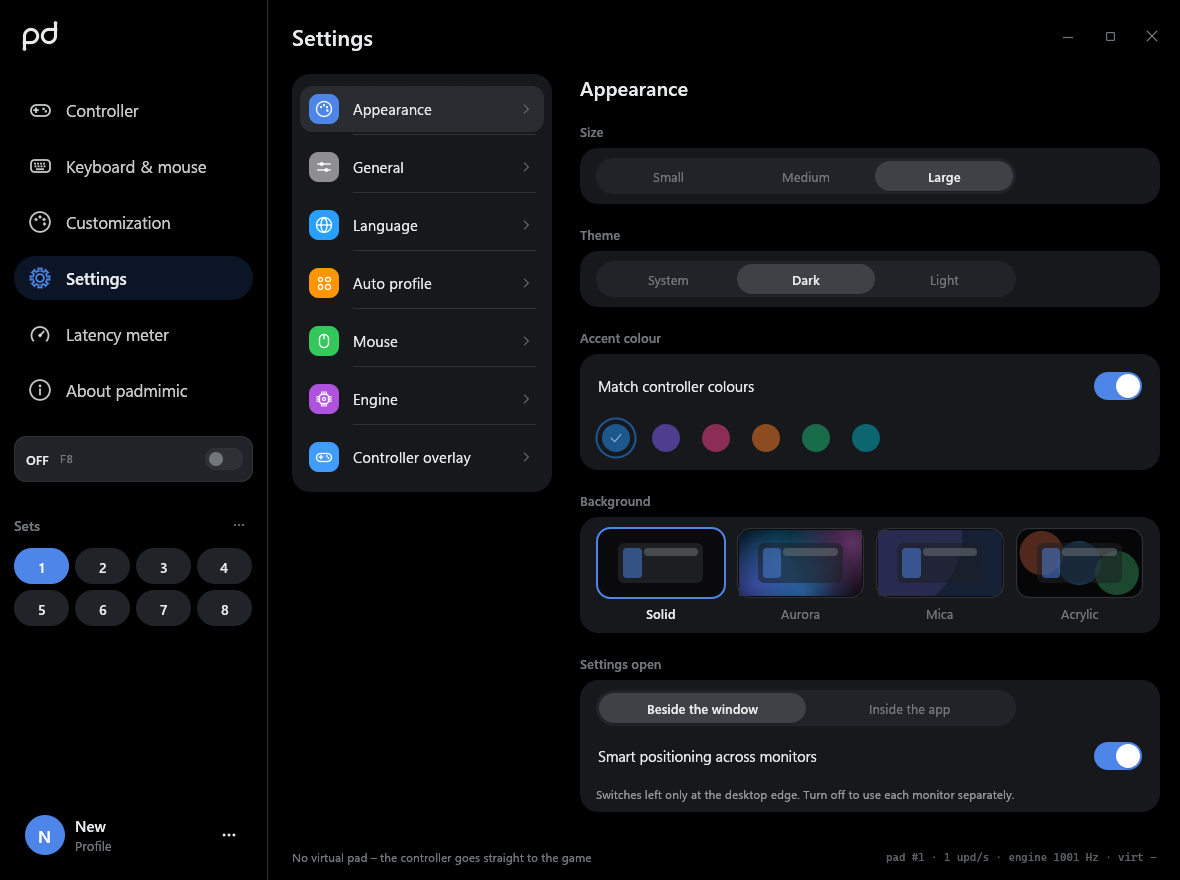 pd
Controller
Keyboard & mouse
Customization
Settings
Latency meter
About padmimic
OFF F8
Sets
1 2 3 4
5 6 7 8
N
New
Profile
Settings
Appearance
General
Language
Auto profile
Mouse
Engine
Controller overlay
Appearance
Size
Small Medium Large
Theme
System Dark Light
Accent colour
Match controller colours
Background
Solid Aurora Mica Acrylic
Settings open
Beside the window Inside the app
Smart positioning across monitors
Switches left only at the desktop edge. Turn off to use each monitor separately.
No virtual pad – the controller goes straight to the game
pad #1 · 1 upd/s · engine 1001 Hz · virt —